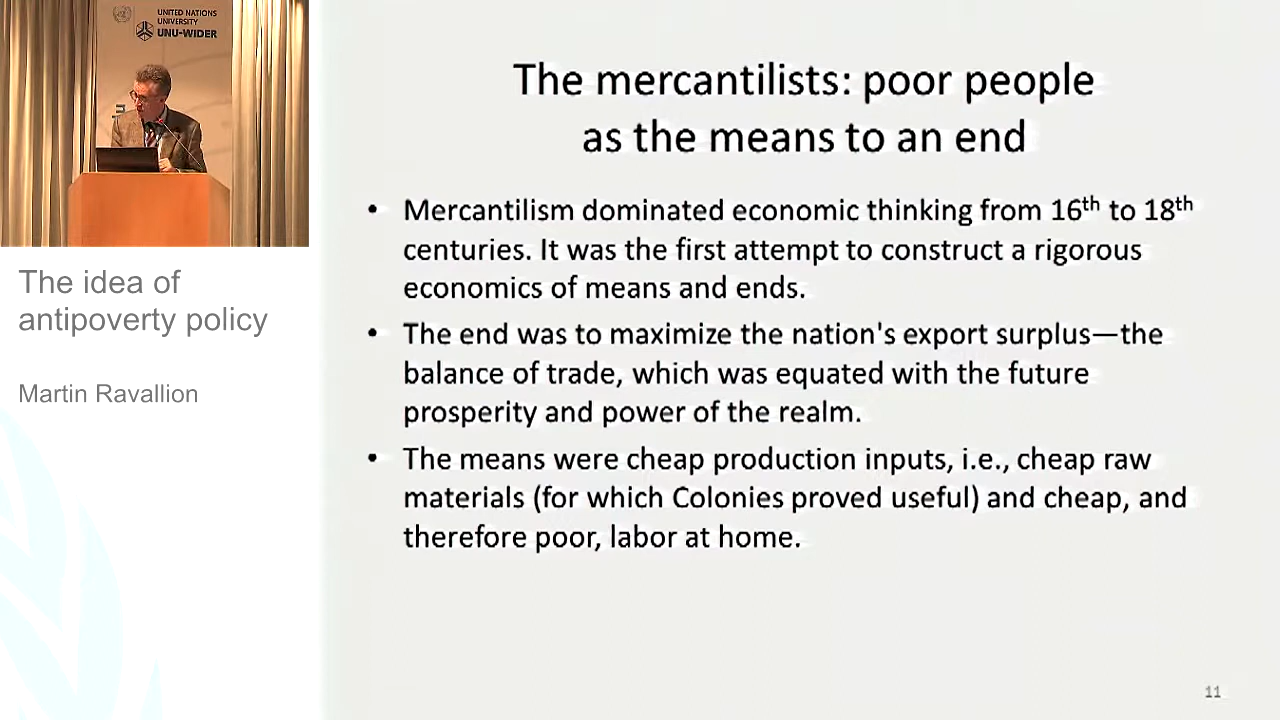 UNITED NATIONS
UNIVERSITY
UNU-WIDER
The idea of
antipoverty policy
Martin Ravallion
The mercantilists: poor people
as the means to an end
• Mercantilism dominated economic thinking from 16th to 18th
centuries. It was the first attempt to construct a rigorous
economics of means and ends.
• The end was to maximize the nation's export surplus—the
balance of trade, which was equated with the future
prosperity and power of the realm.
• The means were cheap production inputs, i.e., cheap raw
materials (for which Colonies proved useful) and cheap, and
therefore poor, labor at home.
11